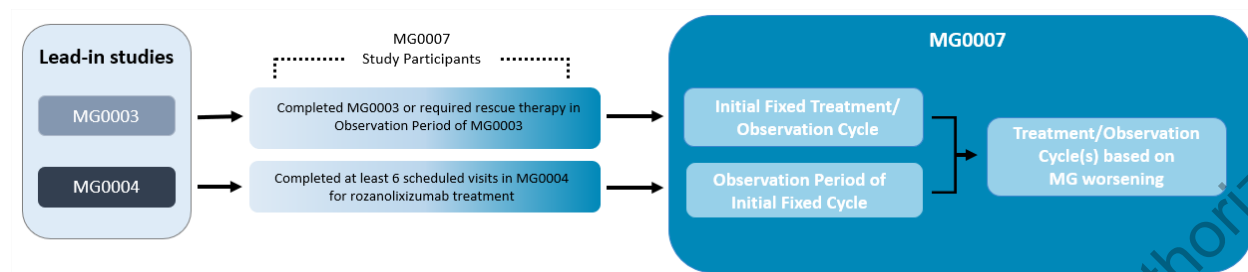 Lead-in studies
MG0003
MG0004
MG0007
Study Participants
Completed MG0003 or required rescue therapy in
Observation Period of MG0003
Completed at least 6 scheduled visits in MG0004
for rozanolixizumab treatment
MG0007
Initial Fixed Treatment/
Observation Cycle
Observation Period of
Initial Fixed Cycle
Treatment/Observation
Cycle(s) based on
MG worsening